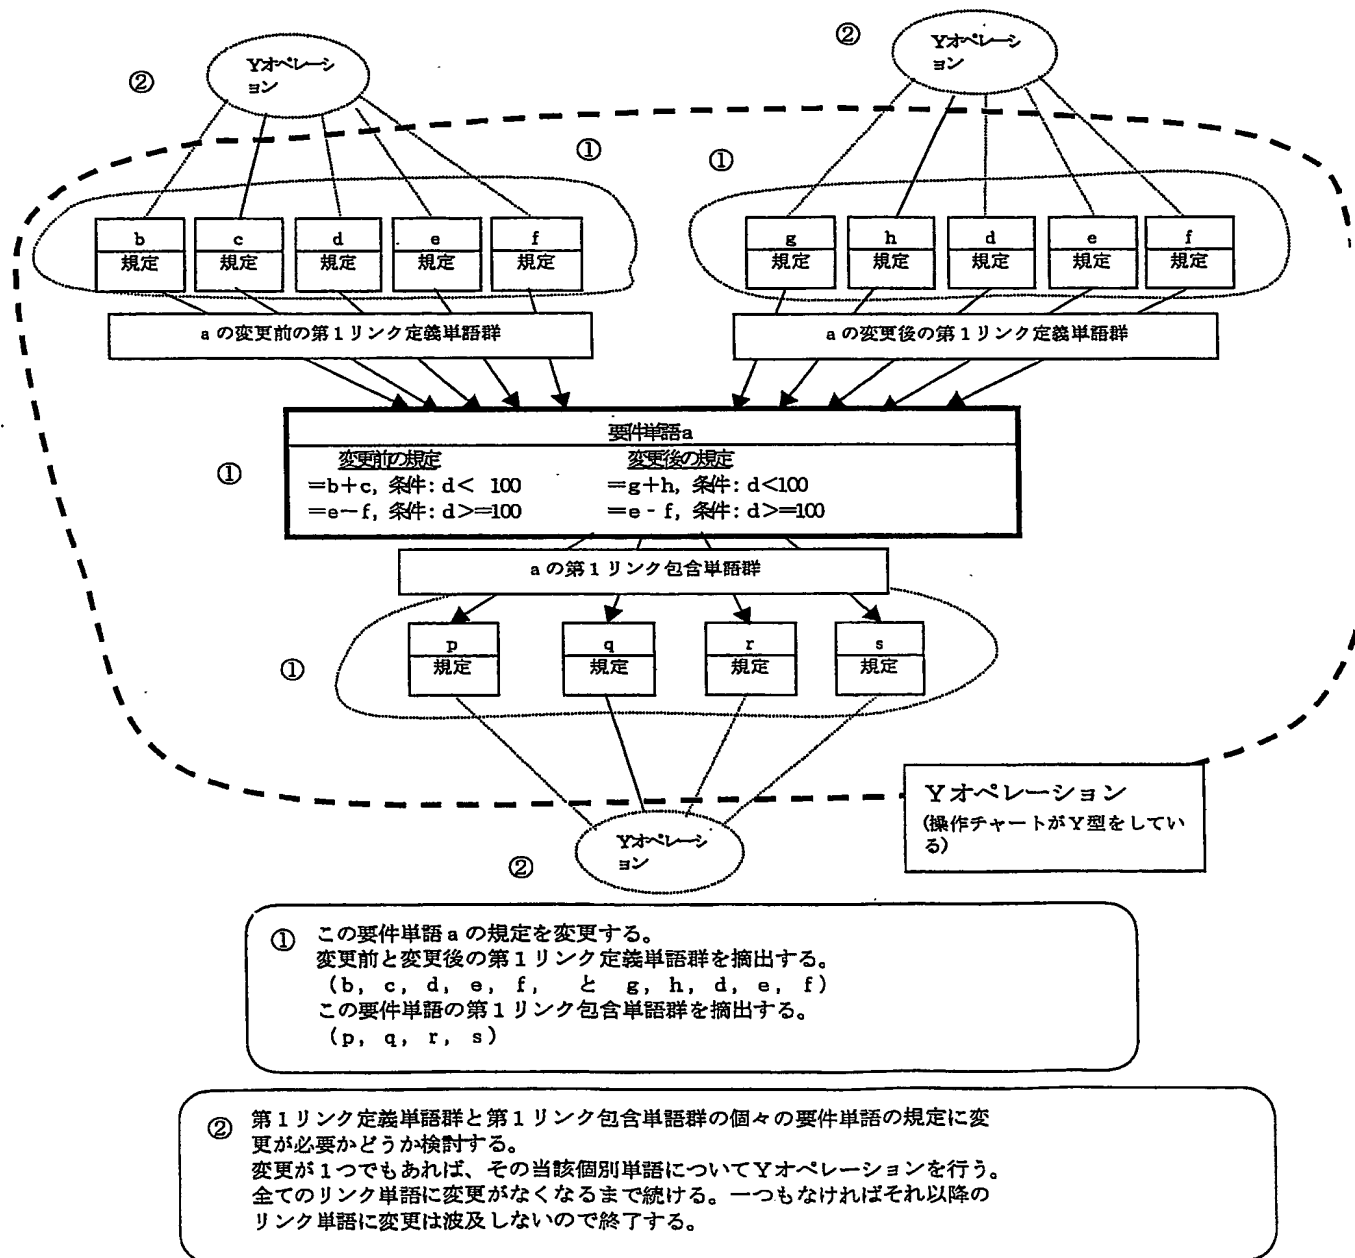 ②
Yオペレーシ
ョン
②
Yオペレーシ
ョン
①
①
b
規定
c
規定
d
規定
e
規定
f
規定
g
規定
h
規定
d
規定
e
規定
f
規定
aの変更前の第1リンク定義単語群
aの変更後の第1リンク定義単語群
①
要件単語a
変更前の規定
=b+c, 条件: d< 100
=e-f, 条件: d>=100
変更後の規定
=g+h, 条件: d<100
=e-f, 条件: d>=100
aの第1リンク包含単語群
①
p
規定
q
規定
r
規定
s
規定
②
Yオペレーシ
ョン
Yオペレーション
(操作チャートがY型をしてい
る)
① この要件単語aの規定を変更する。
変更前と変更後の第1リンク定義単語群を摘出する。
(b, c, d, e, f, と g, h, d, e, f)
この要件単語の第1リンク包含単語群を摘出する。
(p, q, r, s)
② 第1リンク定義単語群と第1リンク包含単語群の個々の要件単語の規定に変
更が必要かどうか検討する。
変更が1つでもあれば、その当該個別単語についてYオペレーションを行う。
全てのリンク単語に変更がなくなるまで続ける。一つもなければそれ以降の
リンク単語に変更は波及しないので終了する。